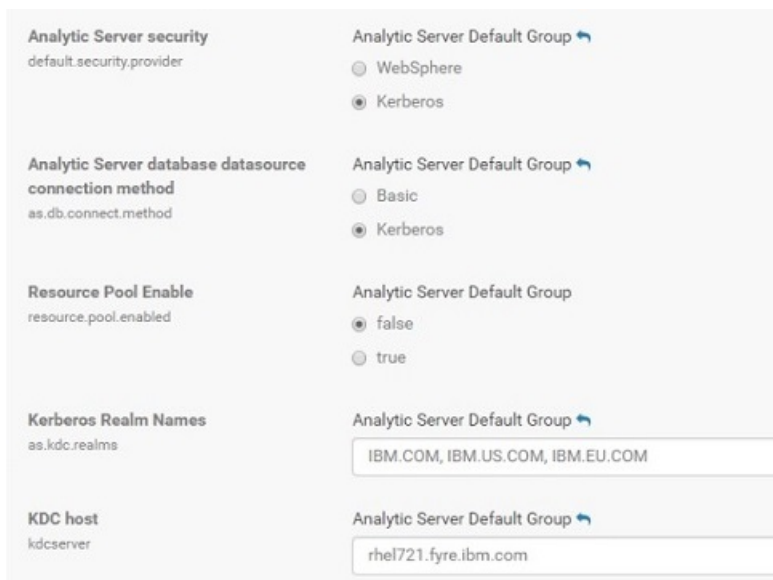 Analytic Server security
default.security.provider
Analytic Server Default Group
WebSphere
Kerberos
Analytic Server database datasource
connection method
as.db.connect.method
Analytic Server Default Group
Basic
Kerberos
Resource Pool Enable
resource.pool.enabled
Analytic Server Default Group
false
true
Kerberos Realm Names
as.kdc.realms
Analytic Server Default Group
IBM.COM, IBM.US.COM, IBM.EU.COM
KDC host
kdcserver
Analytic Server Default Group
rhel721.fyre.ibm.com